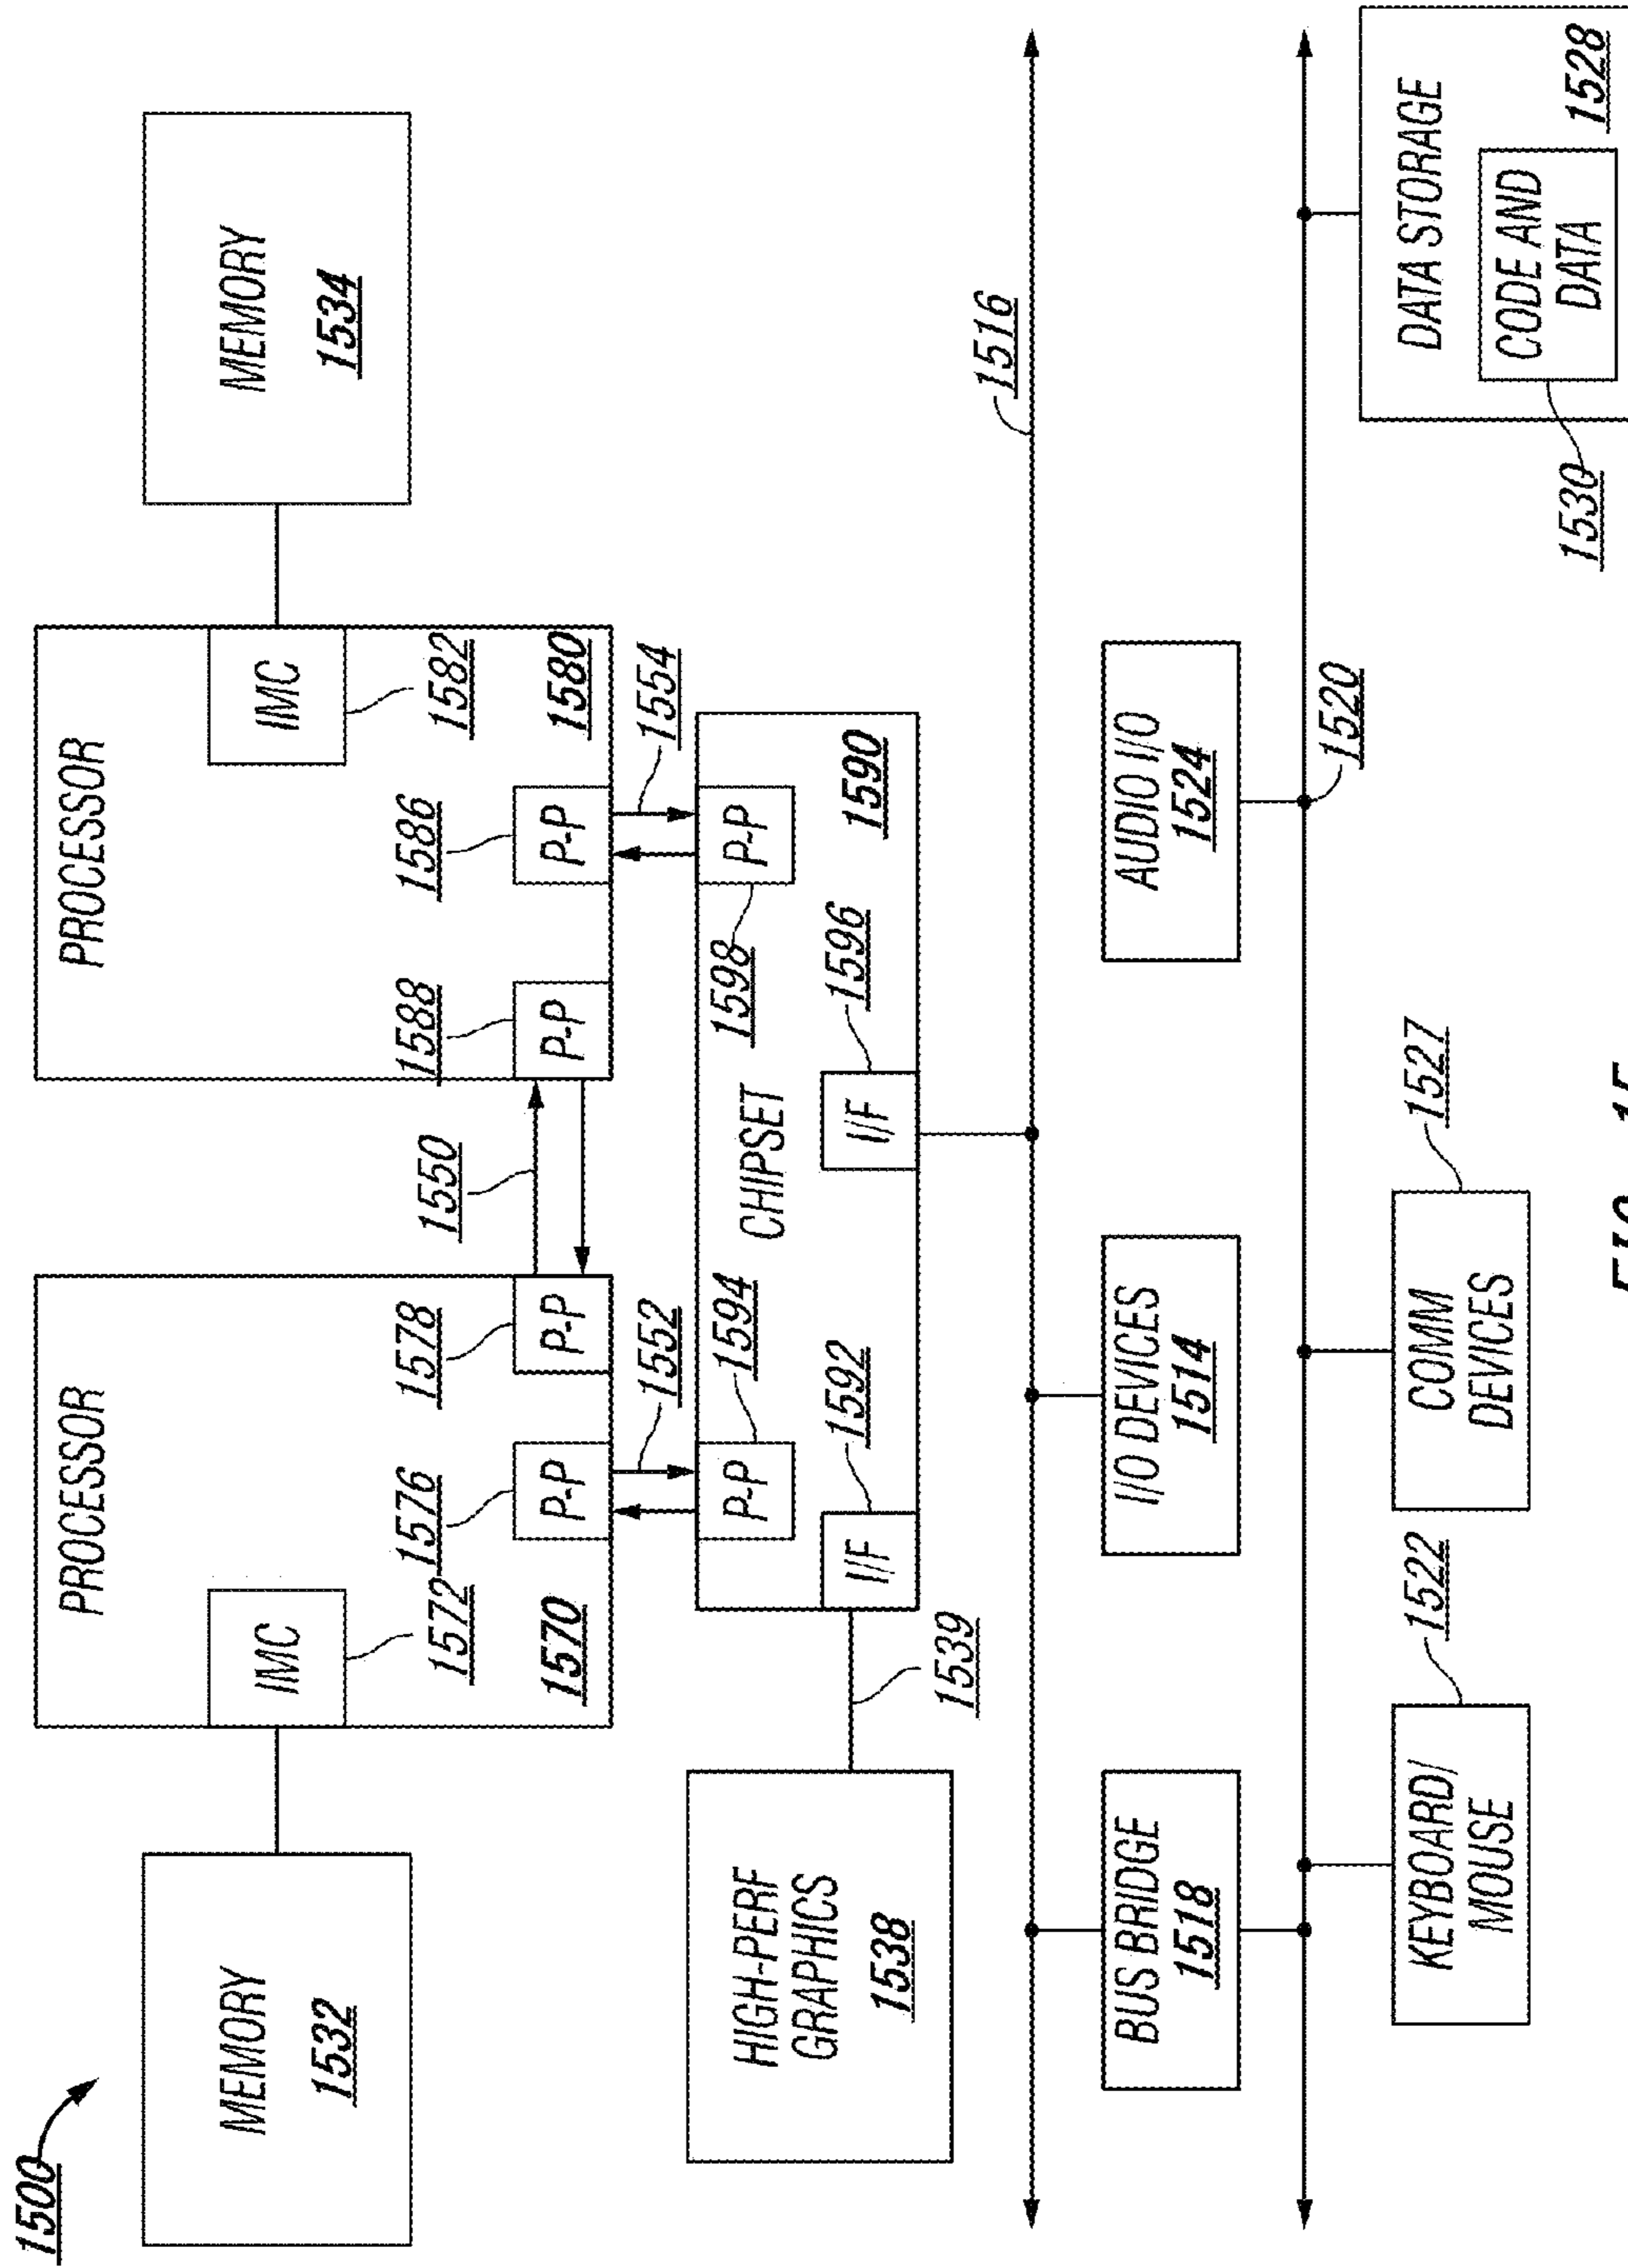 1500
MEMORY
1532
PROCESSOR
IMC
1572
1570
1576
P-P
1578
P-P
1550
PROCESSOR
1588
P-P
1586
P-P
IMC
1582
1580
MEMORY
1534
1552
1554
HIGH-PERF
GRAPHICS
1538
1539
P-P
1594
I/F
1592
CHIPSET
P-P
1598
1590
I/F
1596
1516
BUS BRIDGE
1518
I/O DEVICES
1514
AUDIO I/O
1524
1520
KEYBOARD/
MOUSE
1522
COMM
DEVICES
1527
DATA STORAGE
CODE AND
DATA
1528
1530